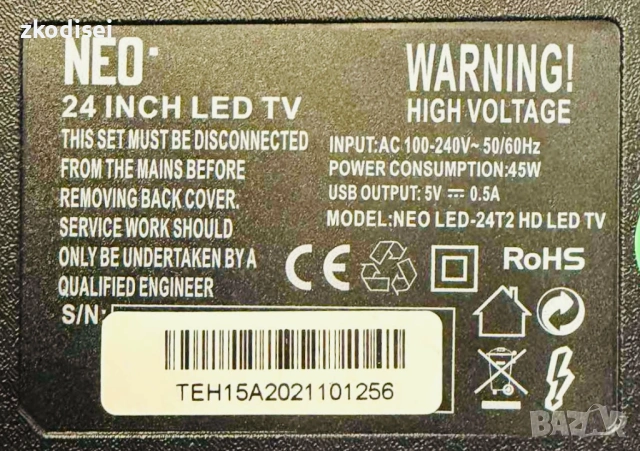 zkodisei
NEO
24 INCH LED TV
THIS SET MUST BE DISCONNECTED
FROM THE MAINS BEFORE
REMOVING BACK COVER.
SERVICE WORK SHOULD
ONLY BE UNDERTAKEN BY A
QUALIFIED ENGINEER
S/N:
TEH15A2021101256
WARNING!
HIGH VOLTAGE
INPUT:AC 100-240V~ 50/60Hz
POWER CONSUMPTION:45W
USB OUTPUT: 5V ⎓ 0.5A
MODEL:NEO LED-24T2 HD LED TV
CE
RoHS
BAZAR